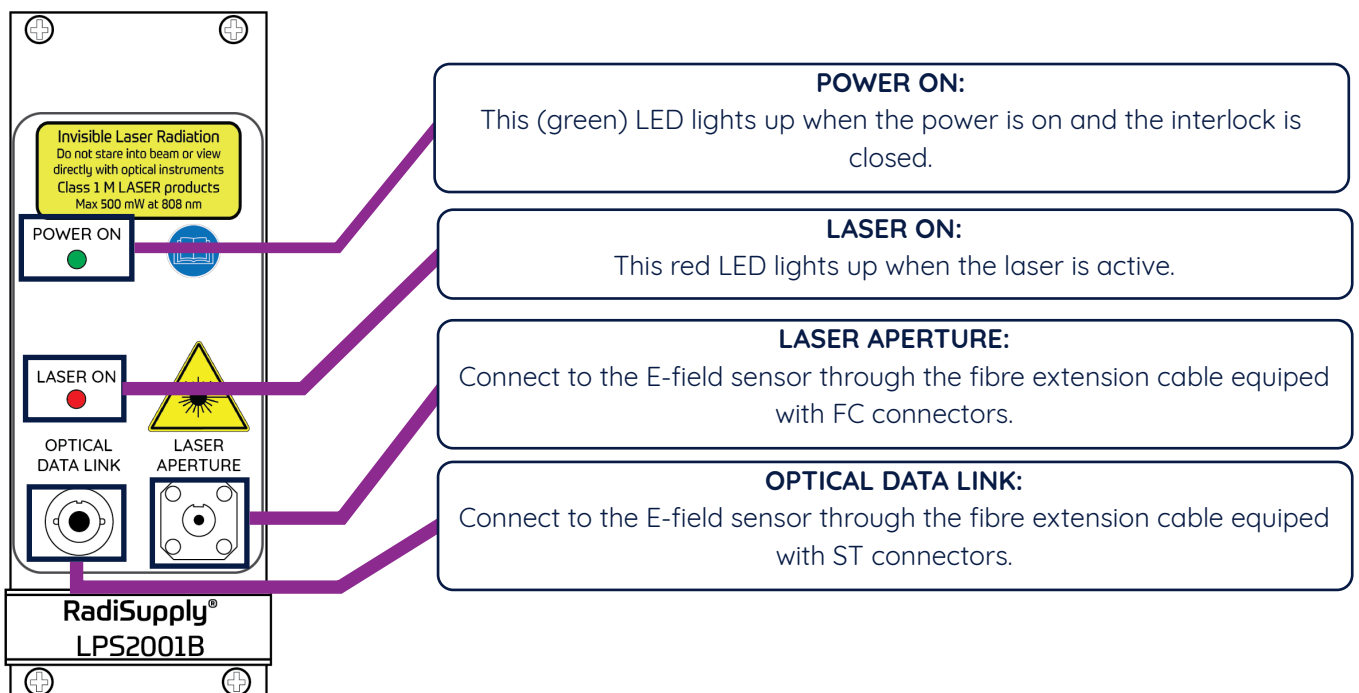 Invisible Laser Radiation
Do not stare into beam or view
directly with optical instruments
Class 1 M LASER products
Max 500 mW at 808 nm
POWER ON
LASER ON
OPTICAL
DATA LINK
LASER
APERTURE
RadiSupply®
LPS2001B
POWER ON:
This (green) LED lights up when the power is on and the interlock is
closed.
LASER ON:
This red LED lights up when the laser is active.
LASER APERTURE:
Connect to the E-field sensor through the fibre extension cable equiped
with FC connectors.
OPTICAL DATA LINK:
Connect to the E-field sensor through the fibre extension cable equiped
with ST connectors.